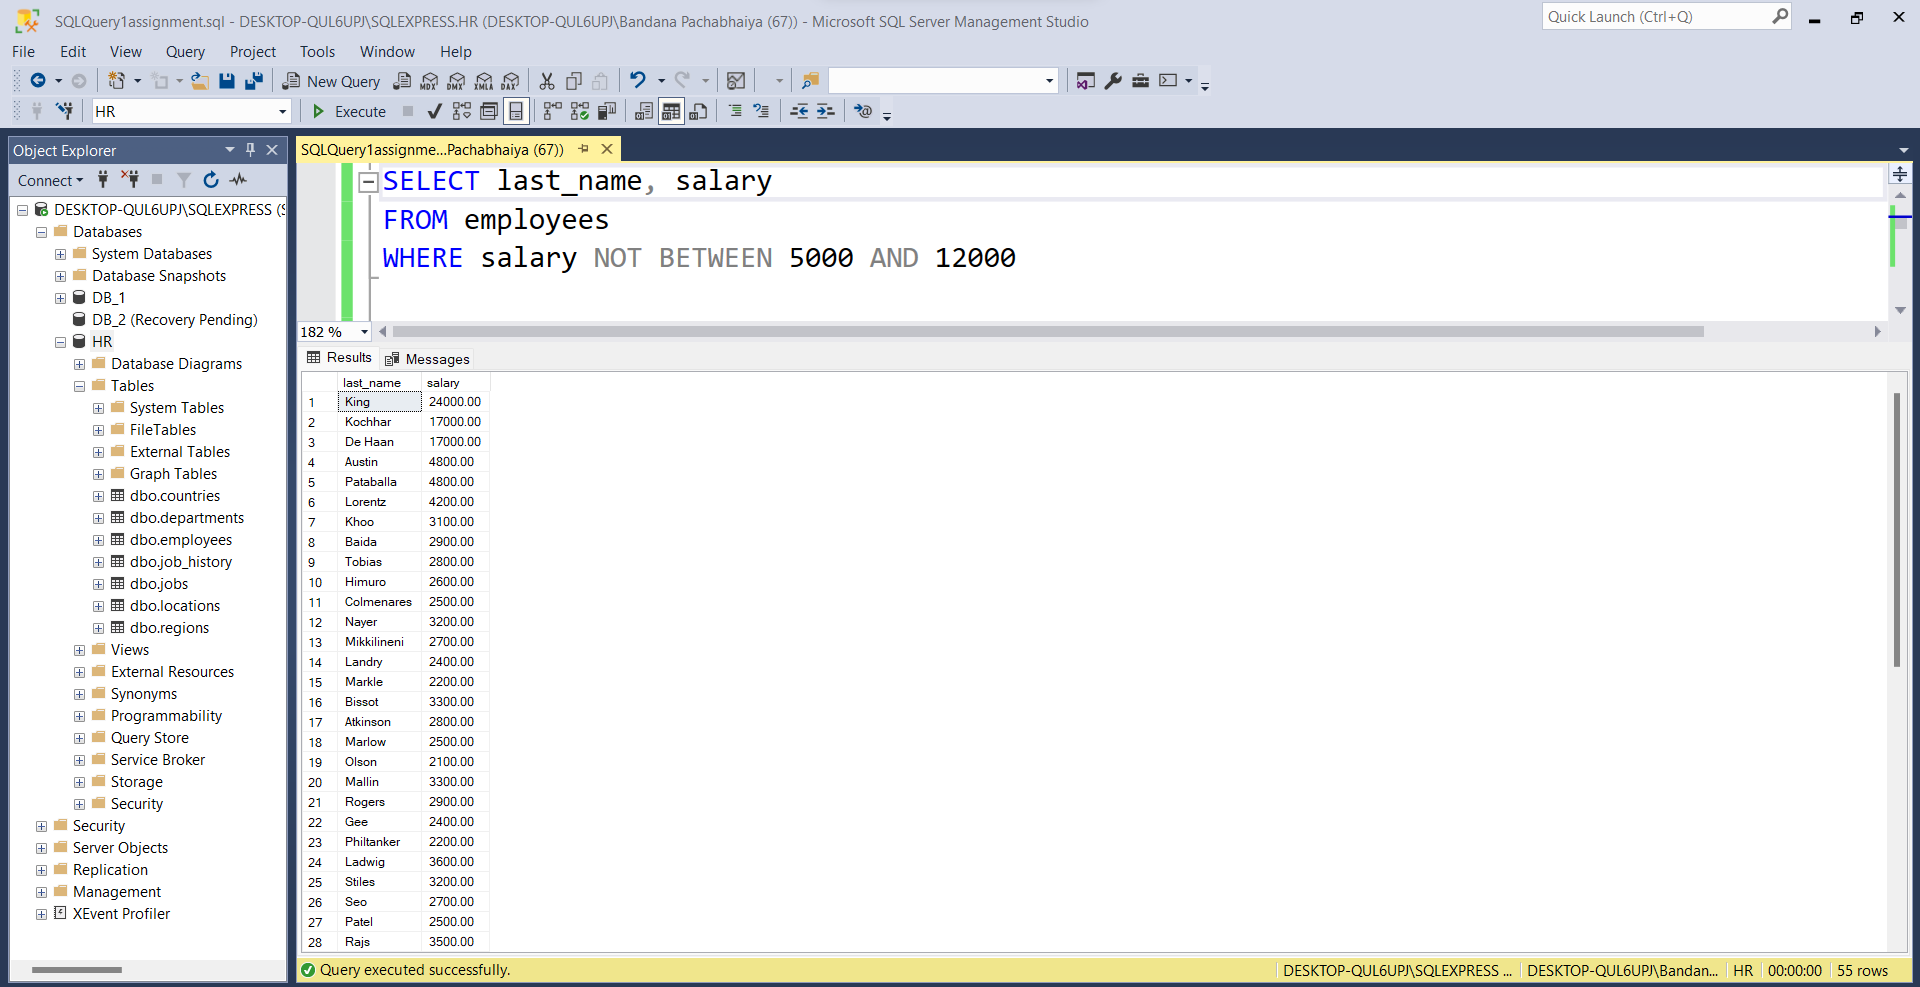 SQLQuery1assignment.sql - DESKTOP-QUL6UPJ\SQLEXPRESS.HR (DESKTOP-QUL6UPJ\Bandana Pachabhaiya (67)) - Microsoft SQL Server Management Studio
Quick Launch (Ctrl+Q)
File Edit View Query Project Tools Window Help
New Query MDX DMX XMLA DAX
HR Execute
Object Explorer
Connect
DESKTOP-QUL6UPJ\SQLEXPRESS (S
Databases
System Databases
Database Snapshots
DB_1
DB_2 (Recovery Pending)
HR
Database Diagrams
Tables
System Tables
FileTables
External Tables
Graph Tables
dbo.countries
dbo.departments
dbo.employees
dbo.job_history
dbo.jobs
dbo.locations
dbo.regions
Views
External Resources
Synonyms
Programmability
Query Store
Service Broker
Storage
Security
Security
Server Objects
Replication
Management
XEvent Profiler
SQLQuery1assignme...Pachabhaiya (67))
SELECT last_name, salary
FROM employees
WHERE salary NOT BETWEEN 5000 AND 12000
182 %
Results Messages
last_name salary
1 King 24000.00
2 Kochhar 17000.00
3 De Haan 17000.00
4 Austin 4800.00
5 Pataballa 4800.00
6 Lorentz 4200.00
7 Khoo 3100.00
8 Baida 2900.00
9 Tobias 2800.00
10 Himuro 2600.00
11 Colmenares 2500.00
12 Nayer 3200.00
13 Mikkilineni 2700.00
14 Landry 2400.00
15 Markle 2200.00
16 Bissot 3300.00
17 Atkinson 2800.00
18 Marlow 2500.00
19 Olson 2100.00
20 Mallin 3300.00
21 Rogers 2900.00
22 Gee 2400.00
23 Philtanker 2200.00
24 Ladwig 3600.00
25 Stiles 3200.00
26 Seo 2700.00
27 Patel 2500.00
28 Rajs 3500.00
Query executed successfully. DESKTOP-QUL6UPJ\SQLEXPRESS ... DESKTOP-QUL6UPJ\Bandan... HR 00:00:00 55 rows